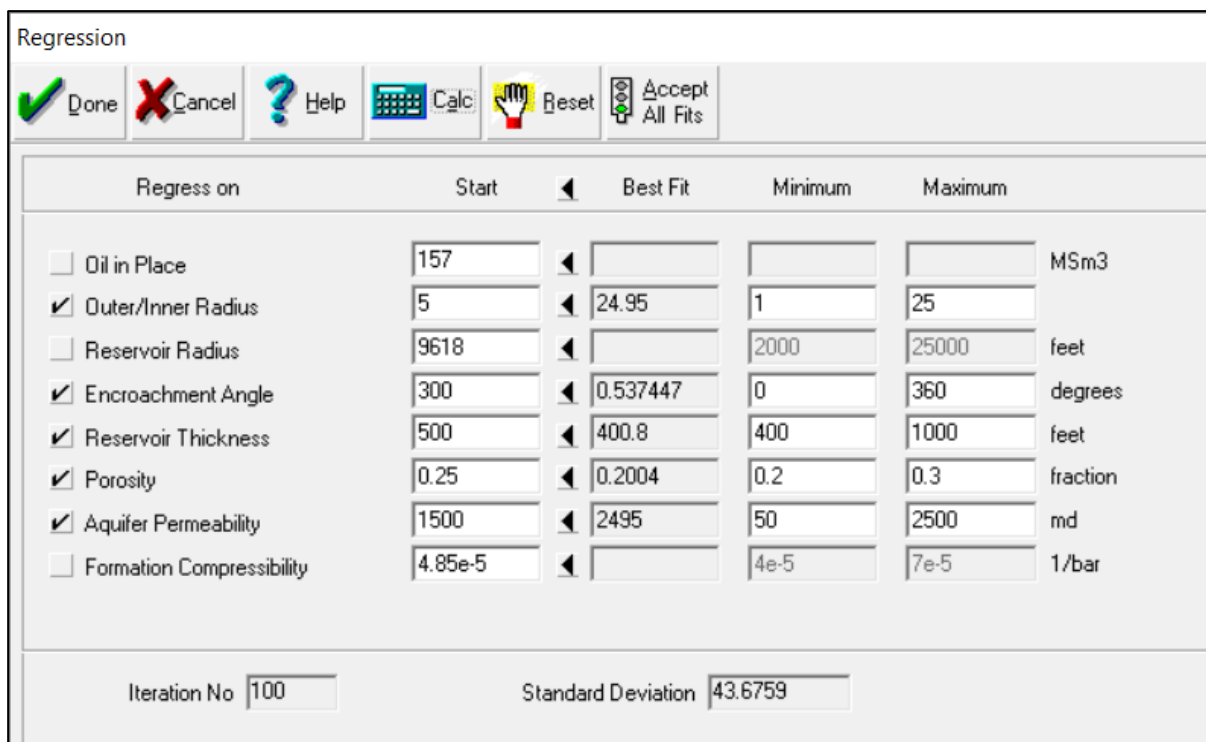 Regression
Done Cancel Help Calc Reset Accept All Fits
Regress on Start Best Fit Minimum Maximum
Oil in Place 157 MSm3
Outer/Inner Radius 5 24.95 1 25
Reservoir Radius 9618 2000 25000 feet
Encroachment Angle 300 0.537447 0 360 degrees
Reservoir Thickness 500 400.8 400 1000 feet
Porosity 0.25 0.2004 0.2 0.3 fraction
Aquifer Permeability 1500 2495 50 2500 md
Formation Compressibility 4.85e-5 4e-5 7e-5 1/bar
Iteration No 100 Standard Deviation 43.6759